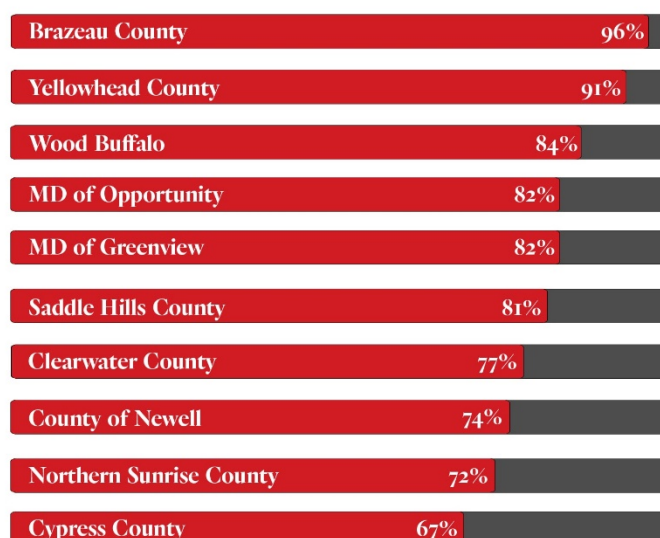 Brazeau County 96%
Yellowhead County 91%
Wood Buffalo 84%
MD of Opportunity 82%
MD of Greenview 82%
Saddle Hills County 81%
Clearwater County 77%
County of Newell 74%
Northern Sunrise County 72%
Cypress County 67%